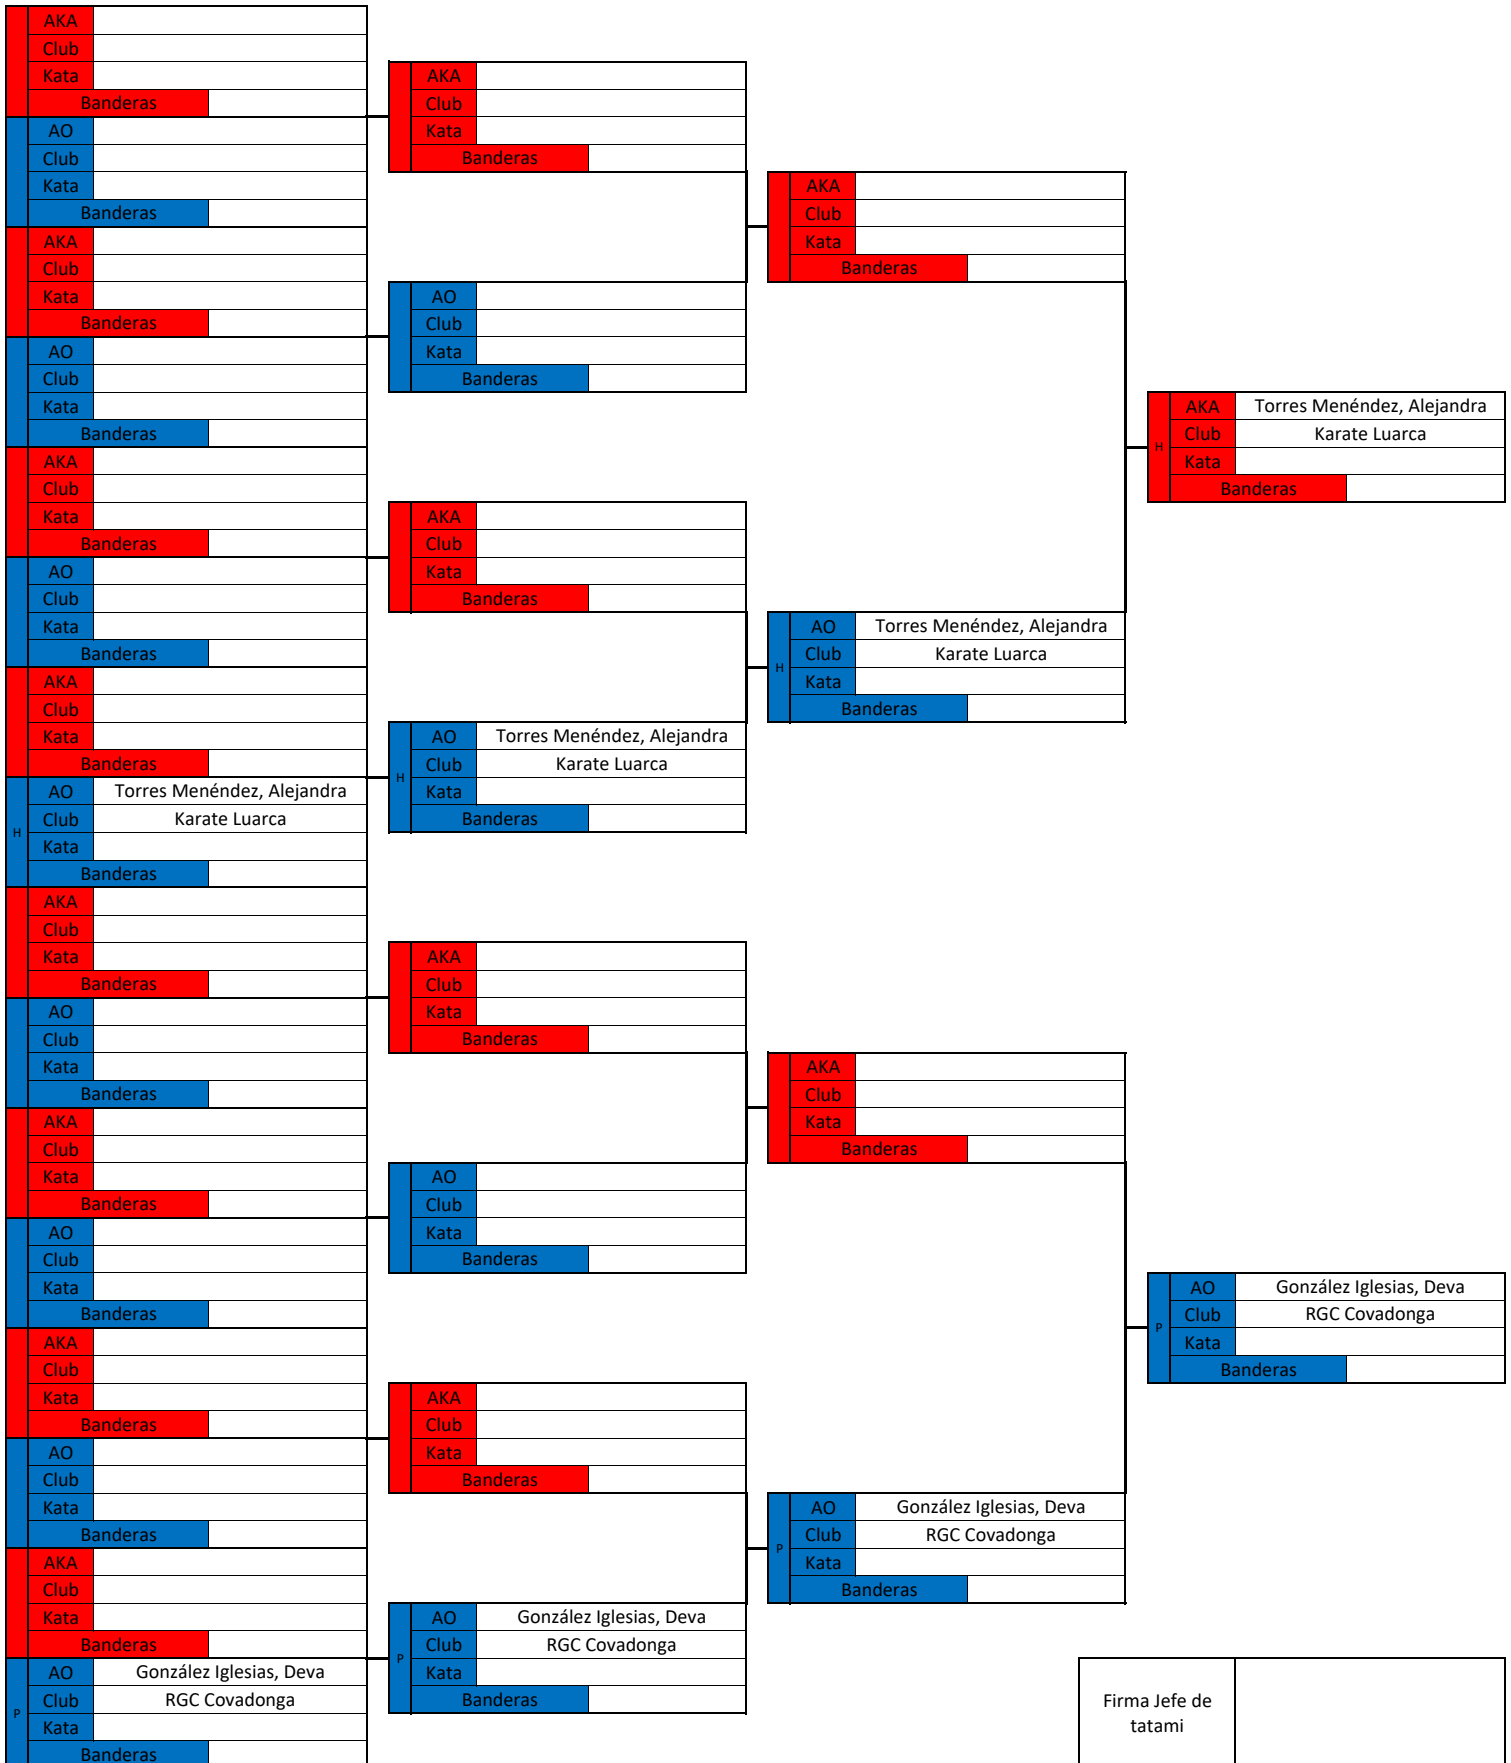 AKA
Club
Kata
Banderas
AO
Club
Kata
Banderas
AKA
Club
Kata
Banderas
AO
Club
Kata
Banderas
AKA
Club
Kata
Banderas
AO
Club
Kata
Banderas
AKA
Club
Kata
Banderas
H
AO Torres Menéndez, Alejandra
Club Karate Luarca
Kata
Banderas
AKA
Club
Kata
Banderas
AO
Club
Kata
Banderas
AKA
Club
Kata
Banderas
AO
Club
Kata
Banderas
AKA
Club
Kata
Banderas
AO
Club
Kata
Banderas
AKA
Club
Kata
Banderas
P
AO González Iglesias, Deva
Club RGC Covadonga
Kata
Banderas
AKA
Club
Kata
Banderas
AO
Club
Kata
Banderas
AKA
Club
Kata
Banderas
H
AO Torres Menéndez, Alejandra
Club Karate Luarca
Kata
Banderas
AKA
Club
Kata
Banderas
AO
Club
Kata
Banderas
AKA
Club
Kata
Banderas
P
AO González Iglesias, Deva
Club RGC Covadonga
Kata
Banderas
AKA
Club
Kata
Banderas
H
AO Torres Menéndez, Alejandra
Club Karate Luarca
Kata
Banderas
AKA
Club
Kata
Banderas
P
AO González Iglesias, Deva
Club RGC Covadonga
Kata
Banderas
H
AKA Torres Menéndez, Alejandra
Club Karate Luarca
Kata
Banderas
P
AO González Iglesias, Deva
Club RGC Covadonga
Kata
Banderas
Firma Jefe de
tatami